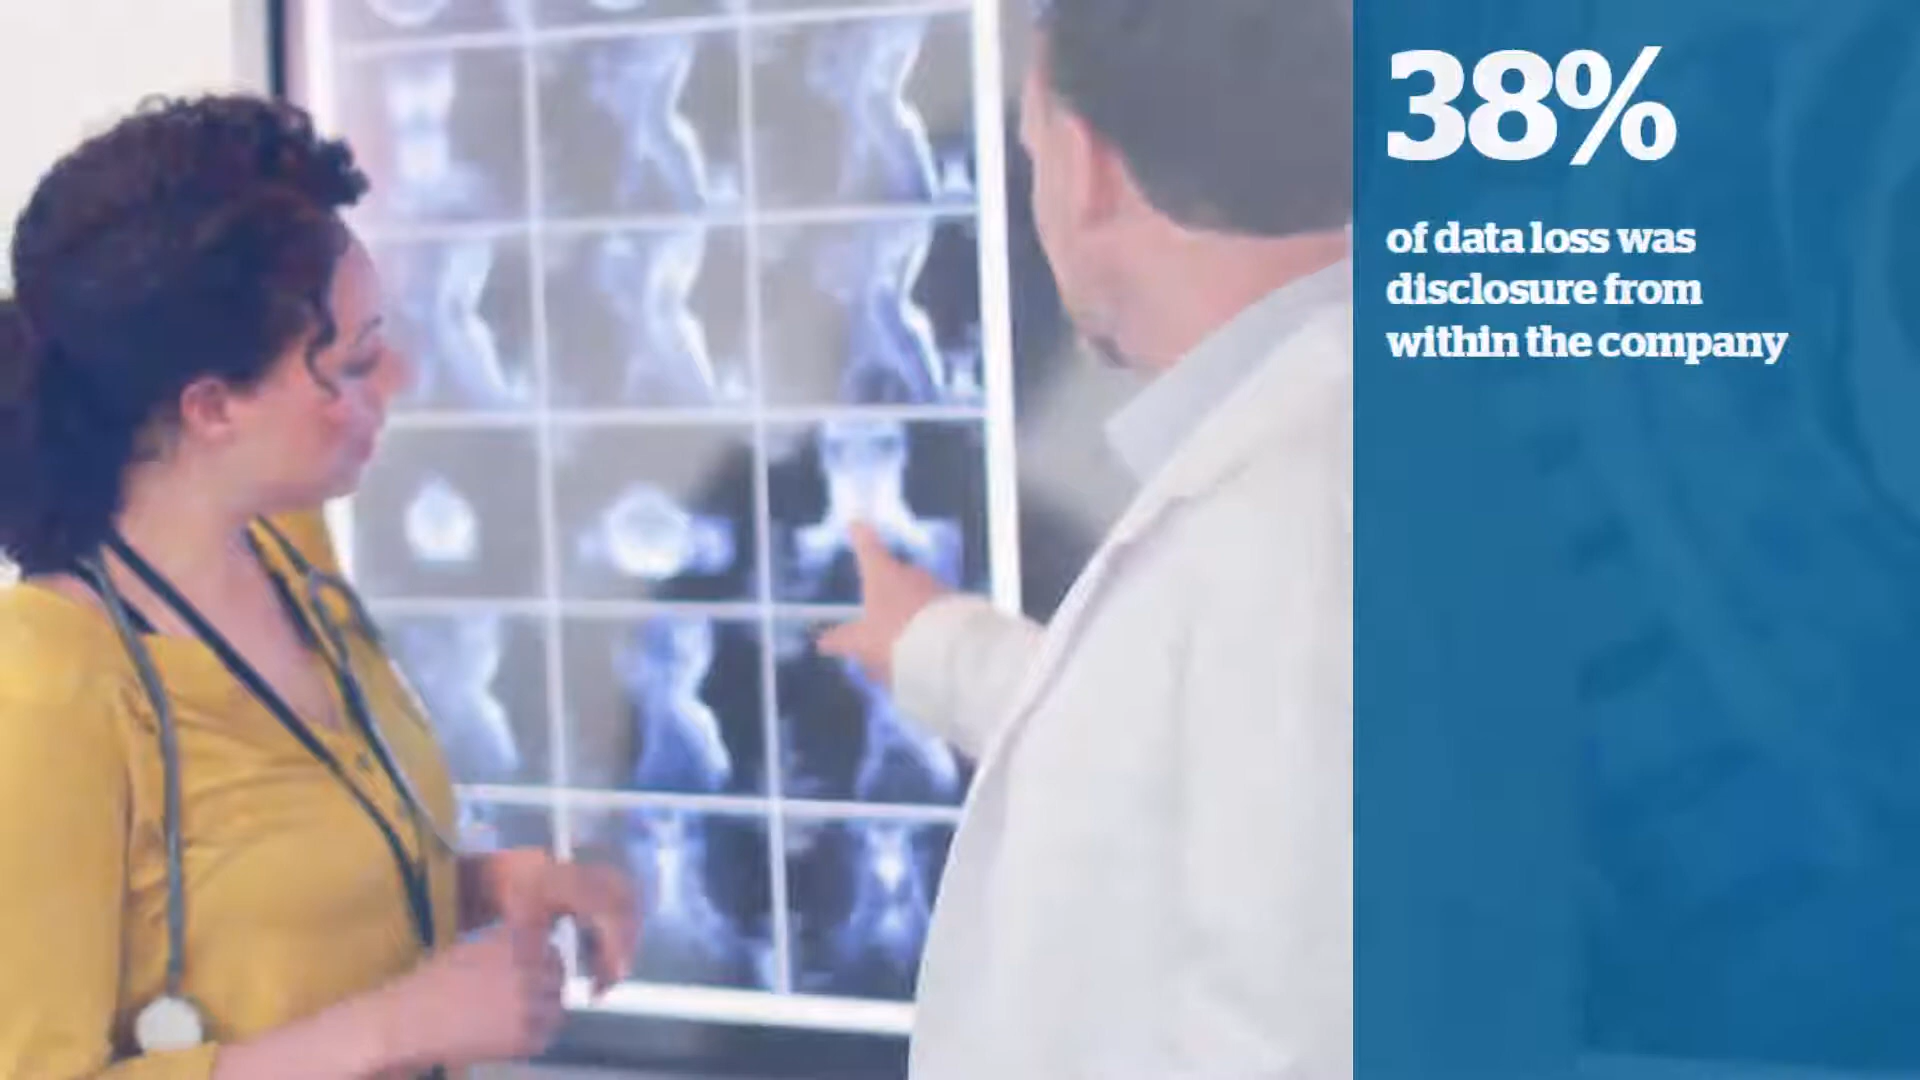 38%
of data loss was
disclosure from
within the company